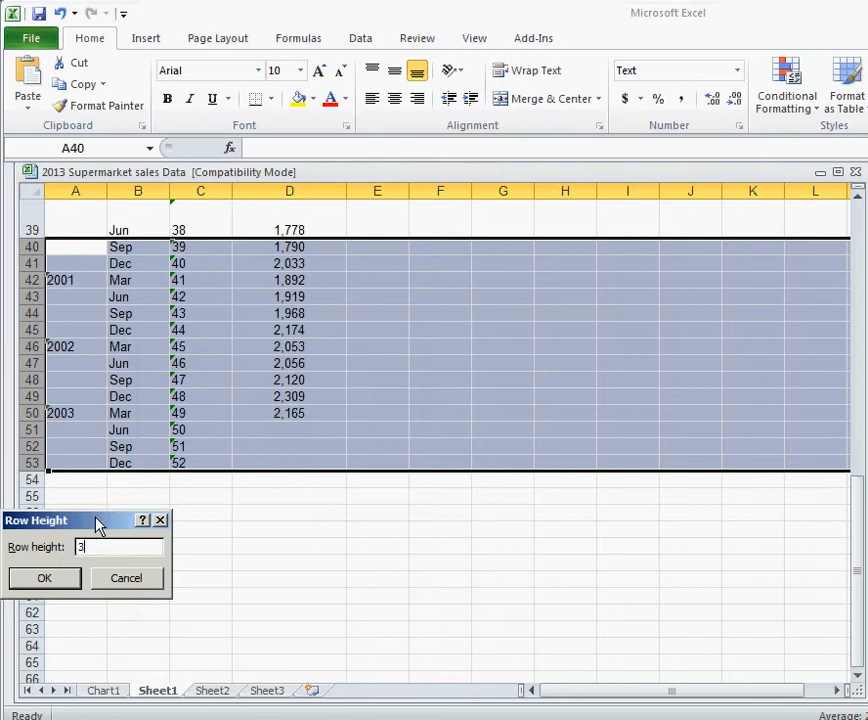 Microsoft Excel
File Home Insert Page Layout Formulas Data Review View Add-Ins
Paste Cut Copy Format Painter Clipboard
Arial 10 A A B I U A Font
Wrap Text Merge & Center Alignment
Text $ % , .0 .00 .00 .0 Number
Conditional Formatting Format as Table Styles
A40 fx
2013 Supermarket sales Data [Compatibility Mode]
A B C D E F G H I J K L
39 Jun 38 1,778
40 Sep 39 1,790
41 Dec 40 2,033
42 2001 Mar 41 1,892
43 Jun 42 1,919
44 Sep 43 1,968
45 Dec 44 2,174
46 2002 Mar 45 2,053
47 Jun 46 2,056
48 Sep 47 2,120
49 Dec 48 2,309
50 2003 Mar 49 2,165
51 Jun 50
52 Sep 51
53 Dec 52
54
55
Row Height ?
Row height: 3
OK Cancel
62
63
64
65
66
Chart1 Sheet1 Sheet2 Sheet3
Ready Average: